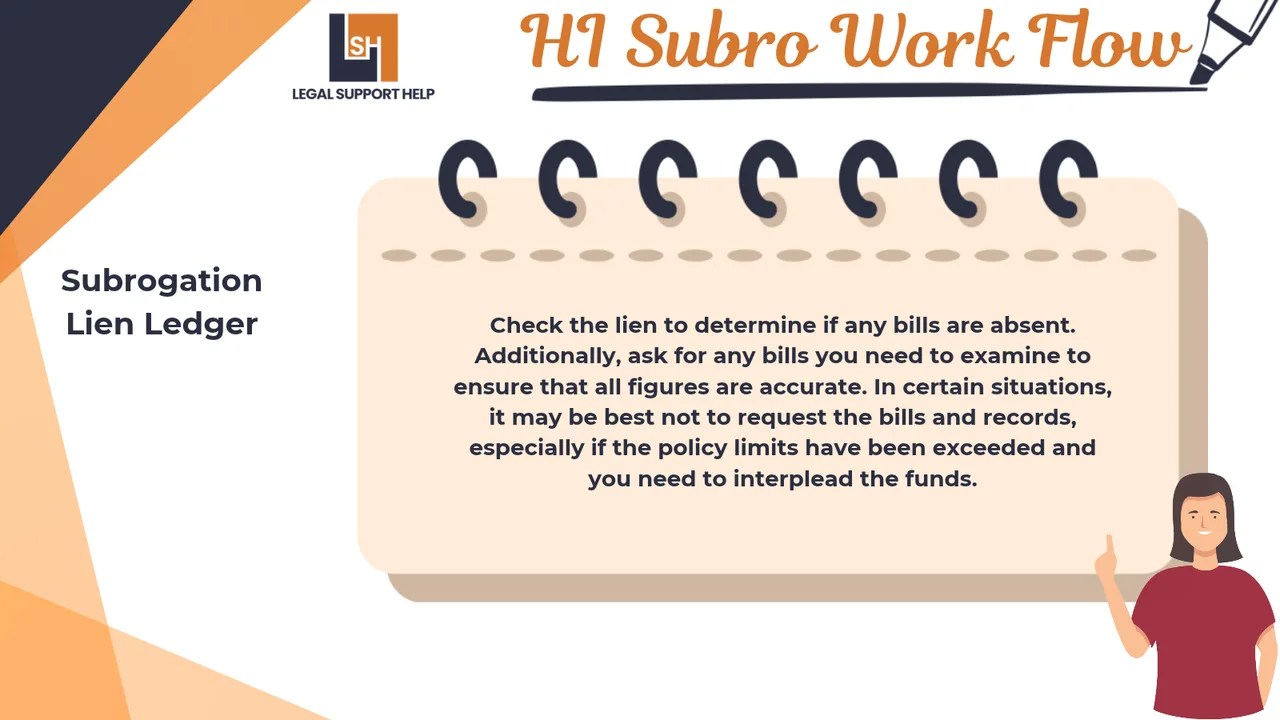 LSH
LEGAL SUPPORT HELP
HI Subro Work Flow
Subrogation
Lien Ledger
Check the lien to determine if any bills are absent.
Additionally, ask for any bills you need to examine to
ensure that all figures are accurate. In certain situations,
it may be best not to request the bills and records,
especially if the policy limits have been exceeded and
you need to interplead the funds.